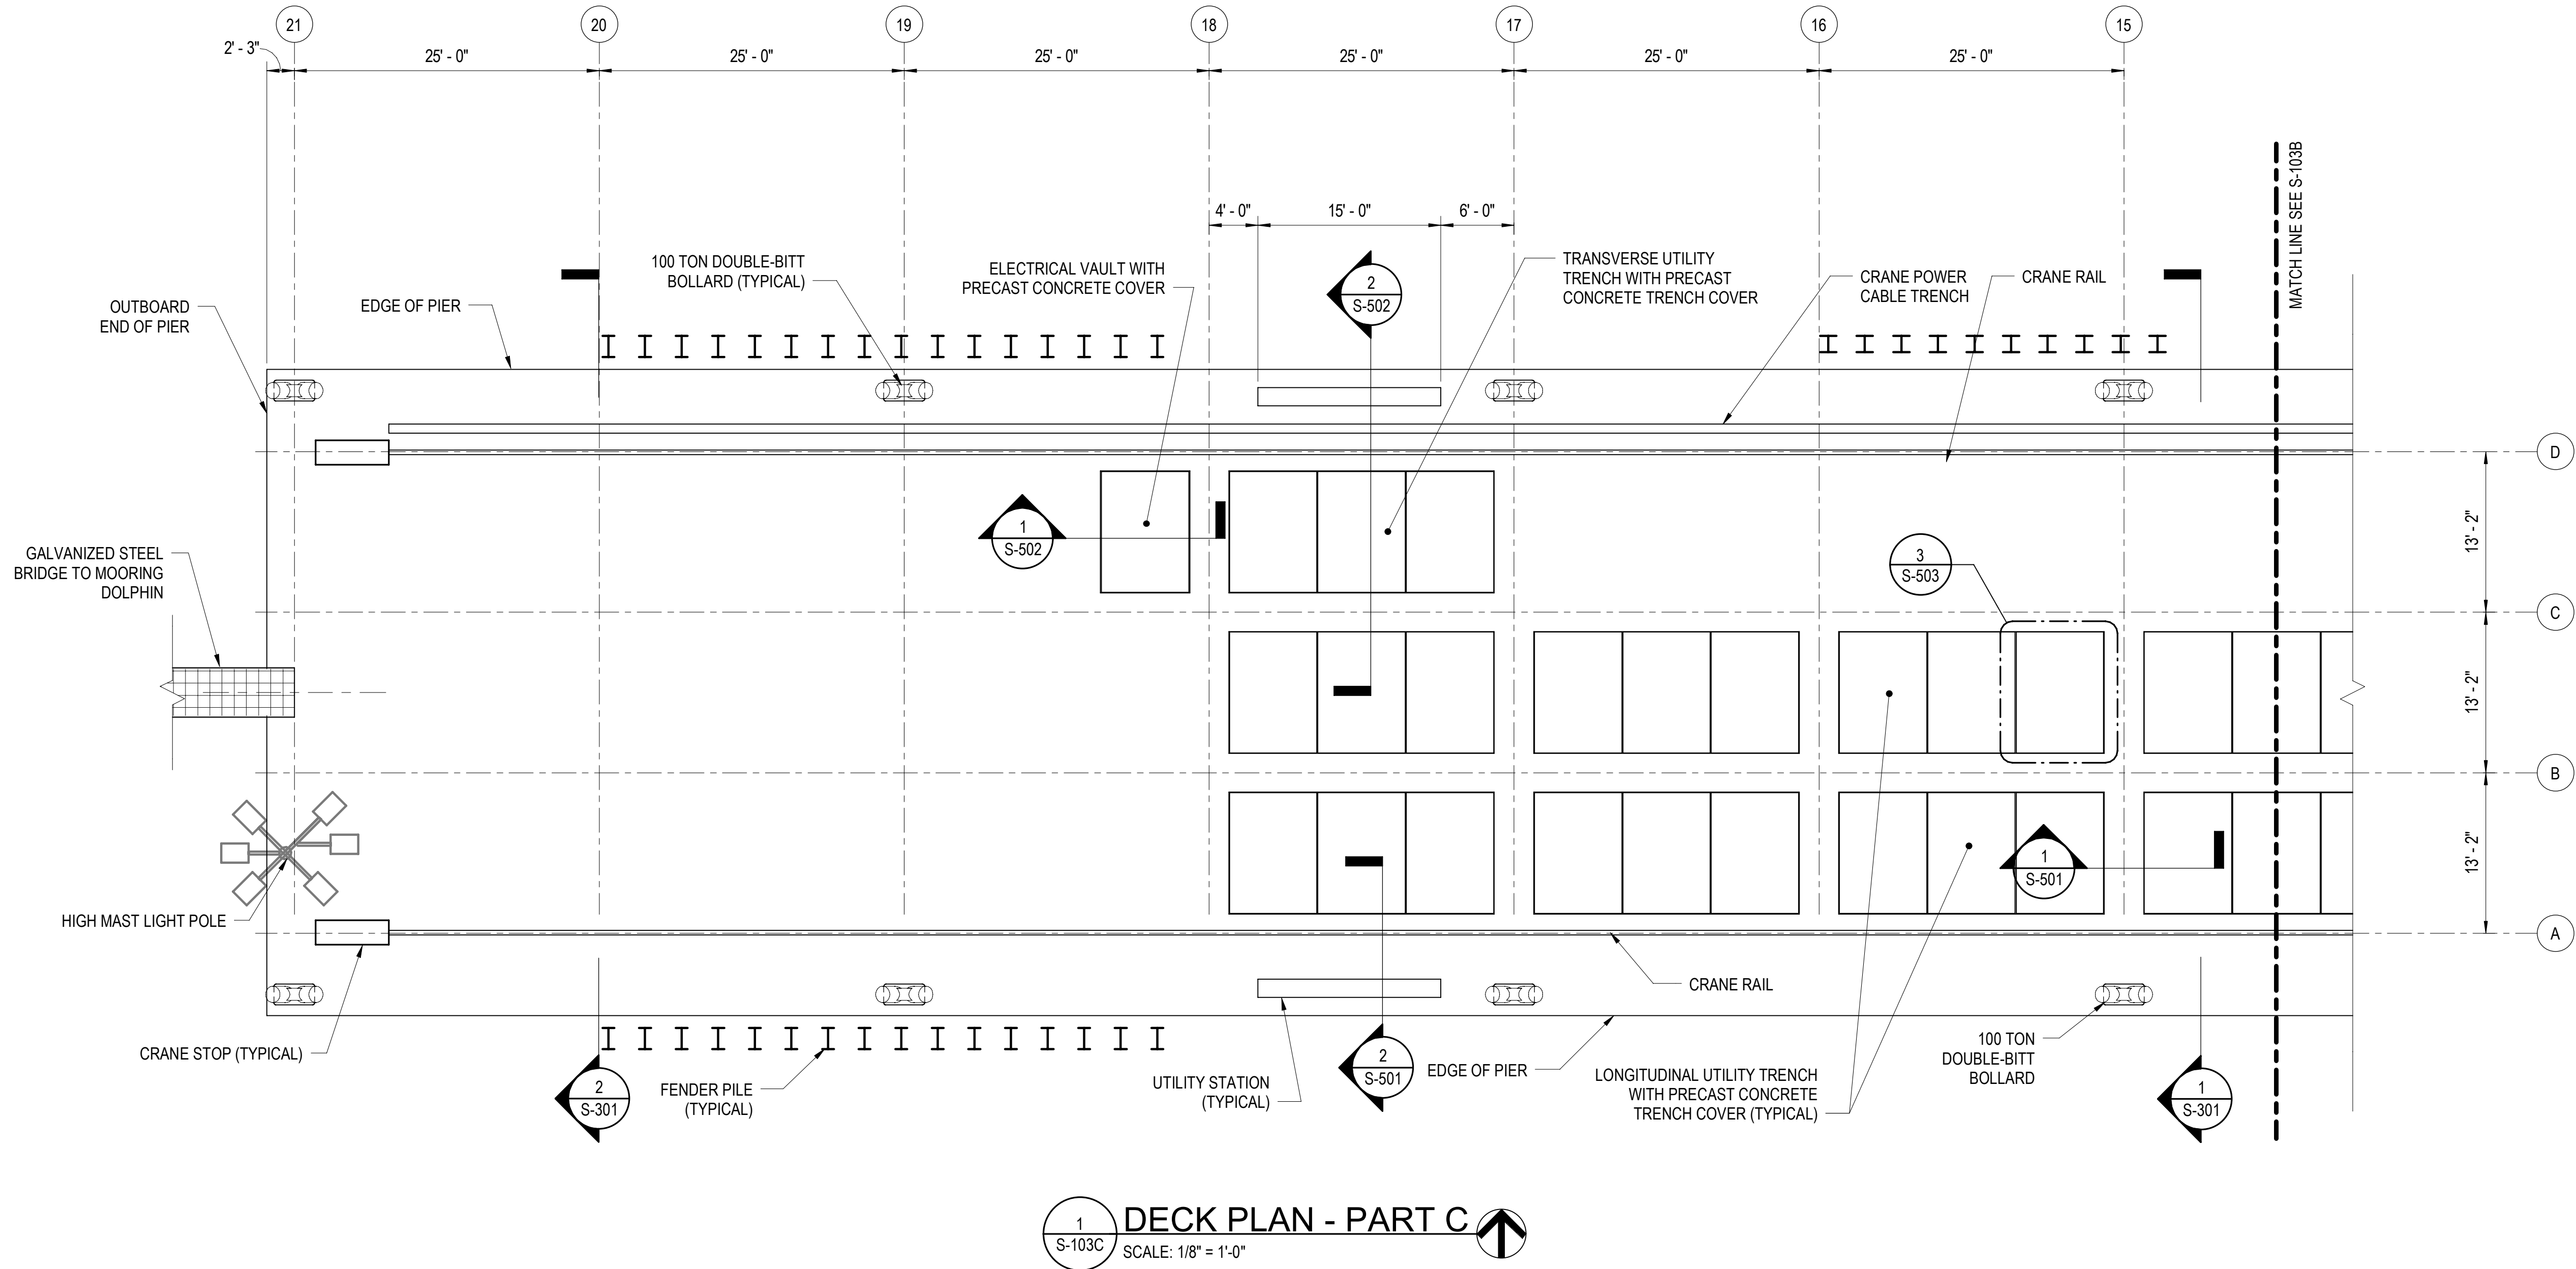 21
20
19
18
17
16
15
2' - 3"
25' - 0"
25' - 0"
25' - 0"
25' - 0"
25' - 0"
25' - 0"
MATCH LINE SEE S-103B
4' - 0"
15' - 0"
6' - 0"
100 TON DOUBLE-BITT
BOLLARD (TYPICAL)
ELECTRICAL VAULT WITH
PRECAST CONCRETE COVER
2
S-502
TRANSVERSE UTILITY
TRENCH WITH PRECAST
CONCRETE TRENCH COVER
CRANE POWER
CABLE TRENCH
CRANE RAIL
OUTBOARD
END OF PIER
EDGE OF PIER
D
1
S-502
13' - 2"
GALVANIZED STEEL
BRIDGE TO MOORING
DOLPHIN
3
S-503
C
13' - 2"
B
13' - 2"
1
S-501
HIGH MAST LIGHT POLE
A
CRANE RAIL
CRANE STOP (TYPICAL)
2
S-301
FENDER PILE
(TYPICAL)
UTILITY STATION
(TYPICAL)
2
S-501
EDGE OF PIER
LONGITUDINAL UTILITY TRENCH
WITH PRECAST CONCRETE
TRENCH COVER (TYPICAL)
100 TON
DOUBLE-BITT
BOLLARD
1
S-301
1
S-103C
DECK PLAN - PART C
SCALE: 1/8" = 1'-0"